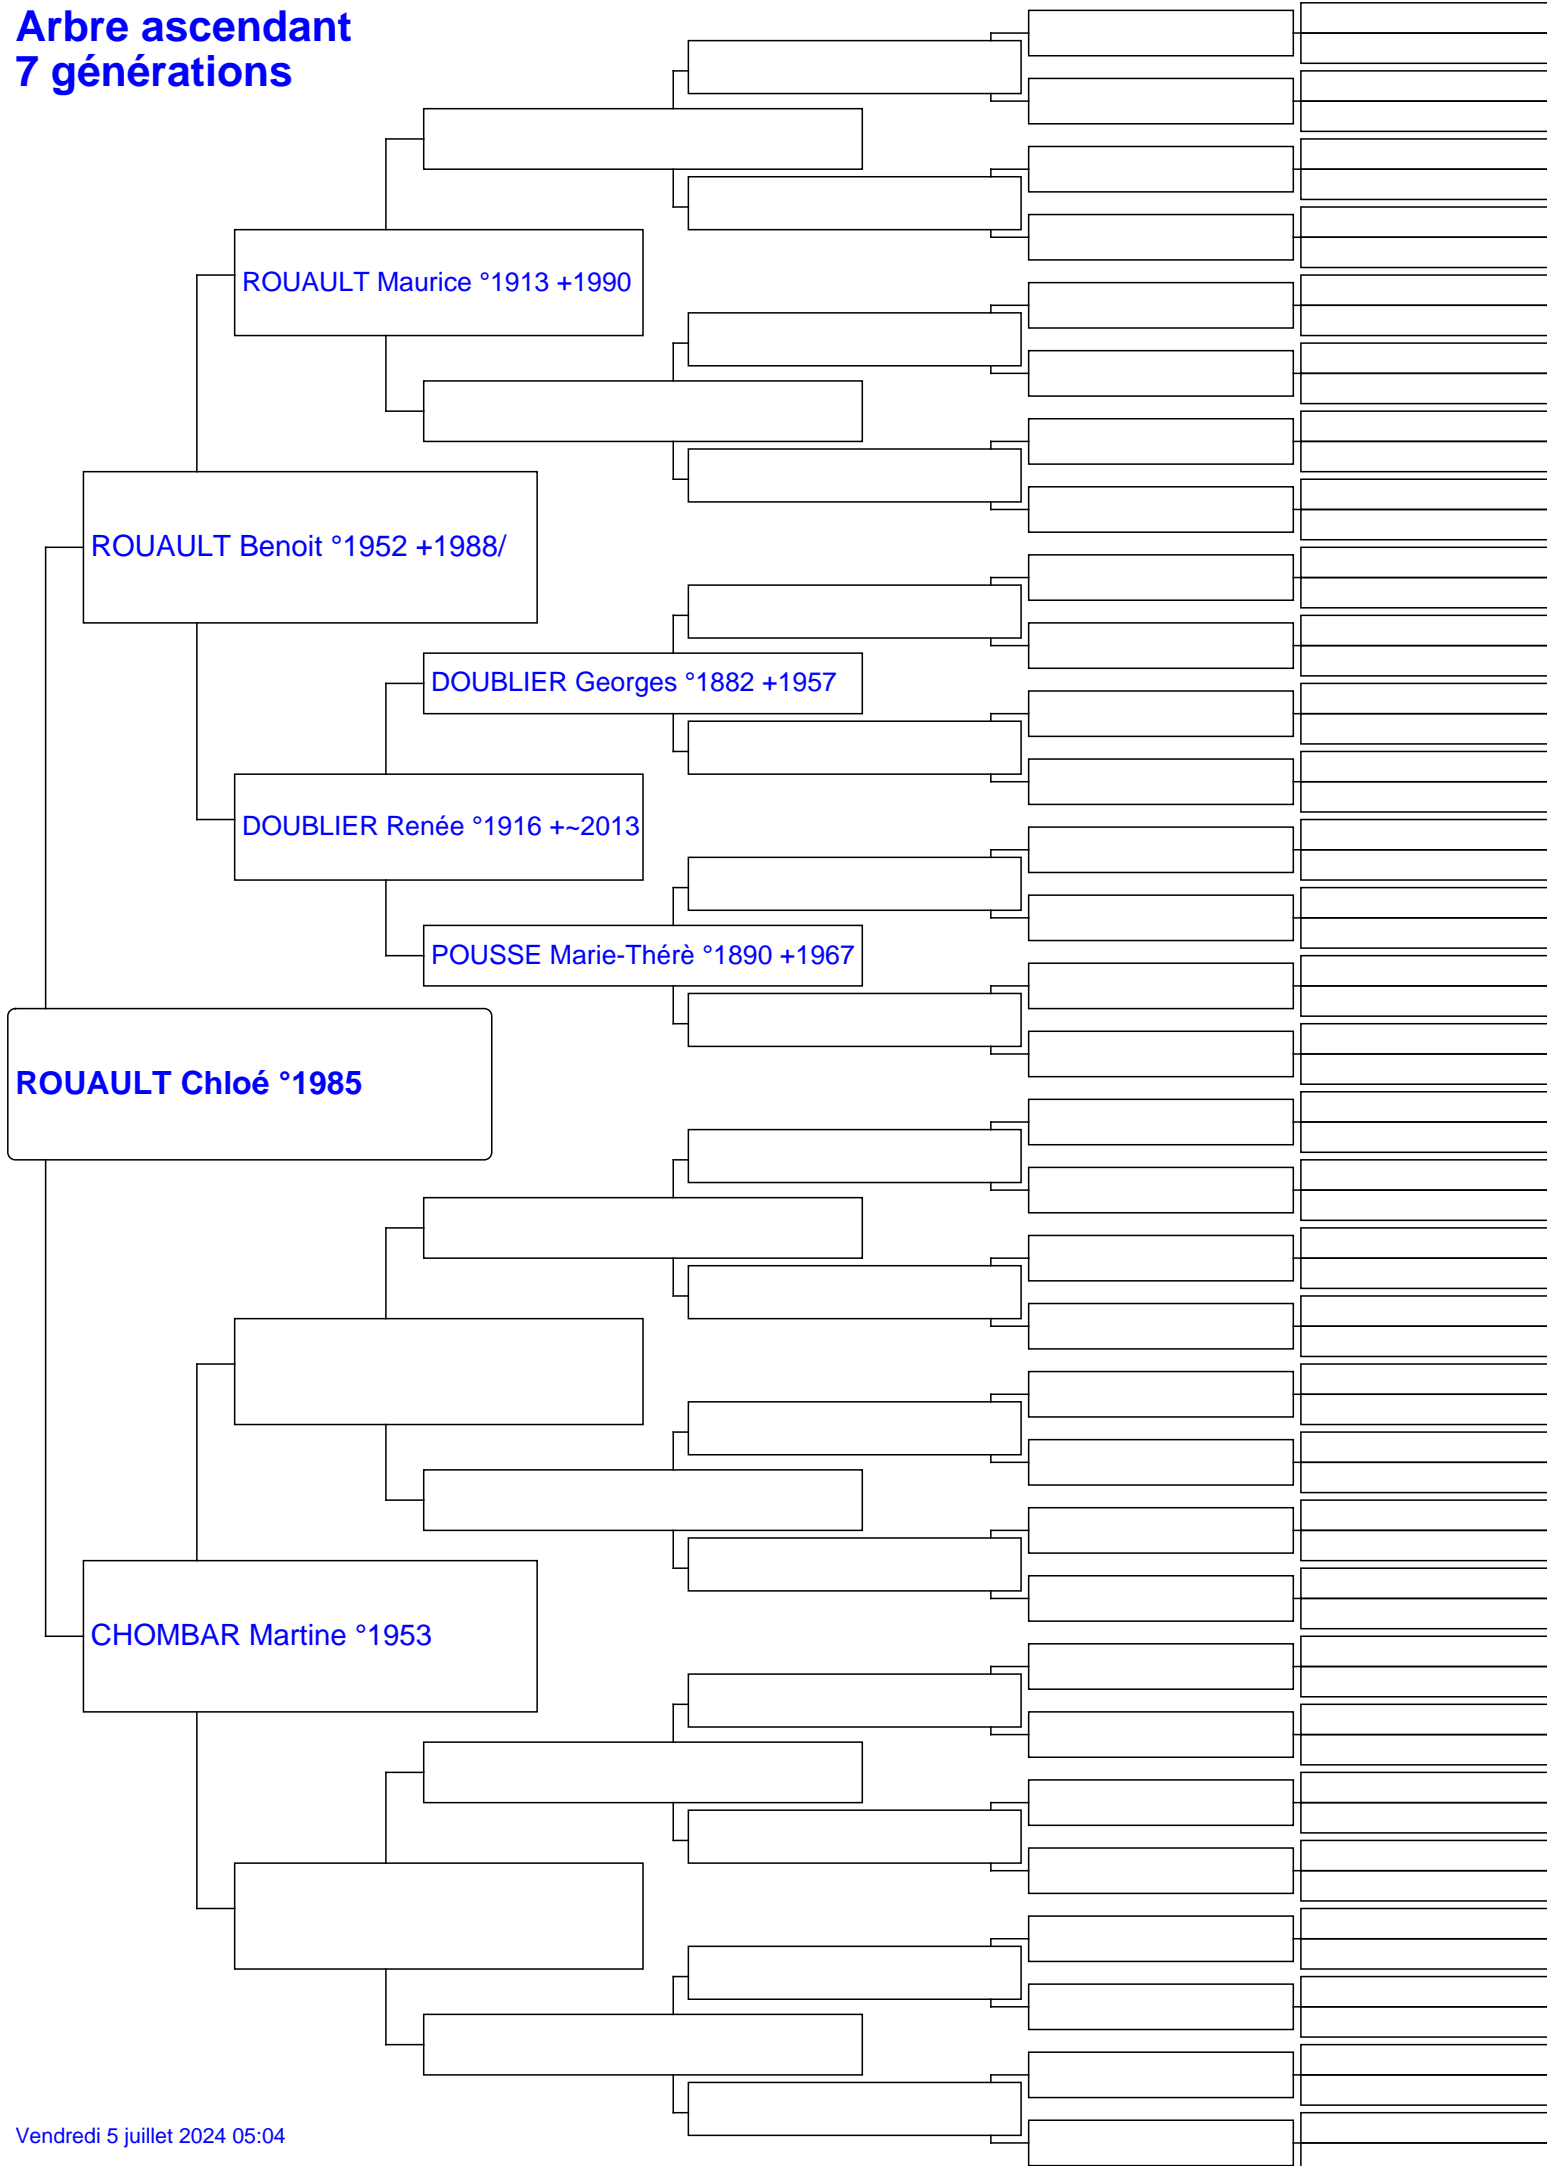 Arbre ascendant
7 générations
ROUAULT Maurice °1913 +1990
ROUAULT Benoit °1952 +1988/
DOUBLIER Georges °1882 +1957
DOUBLIER Renée °1916 +~2013
POUSSE Marie-Thérè °1890 +1967
ROUAULT Chloé °1985
CHOMBAR Martine °1953
Vendredi 5 juillet 2024 05:04